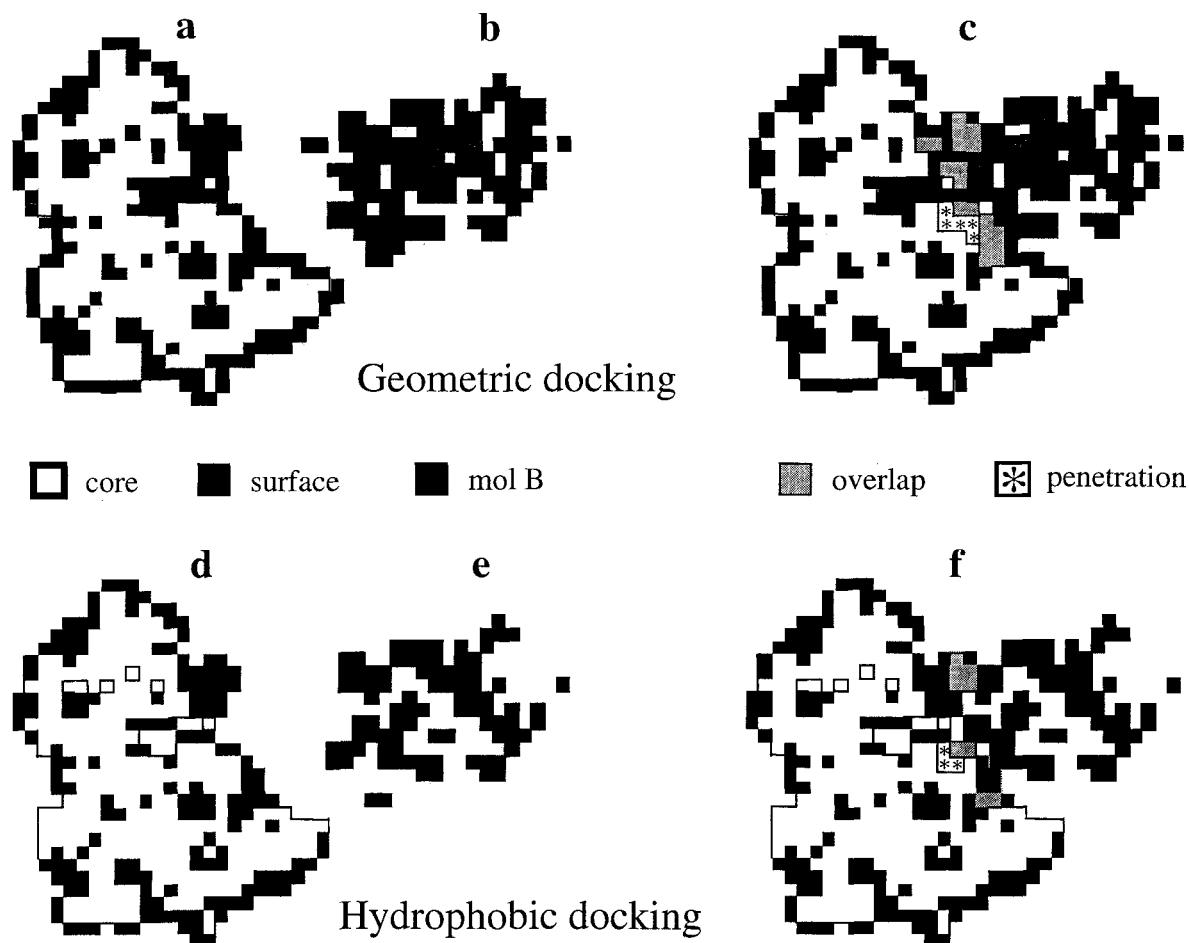 a b c
Geometric docking
core surface mol B overlap * penetration
d e f
Hydrophobic docking